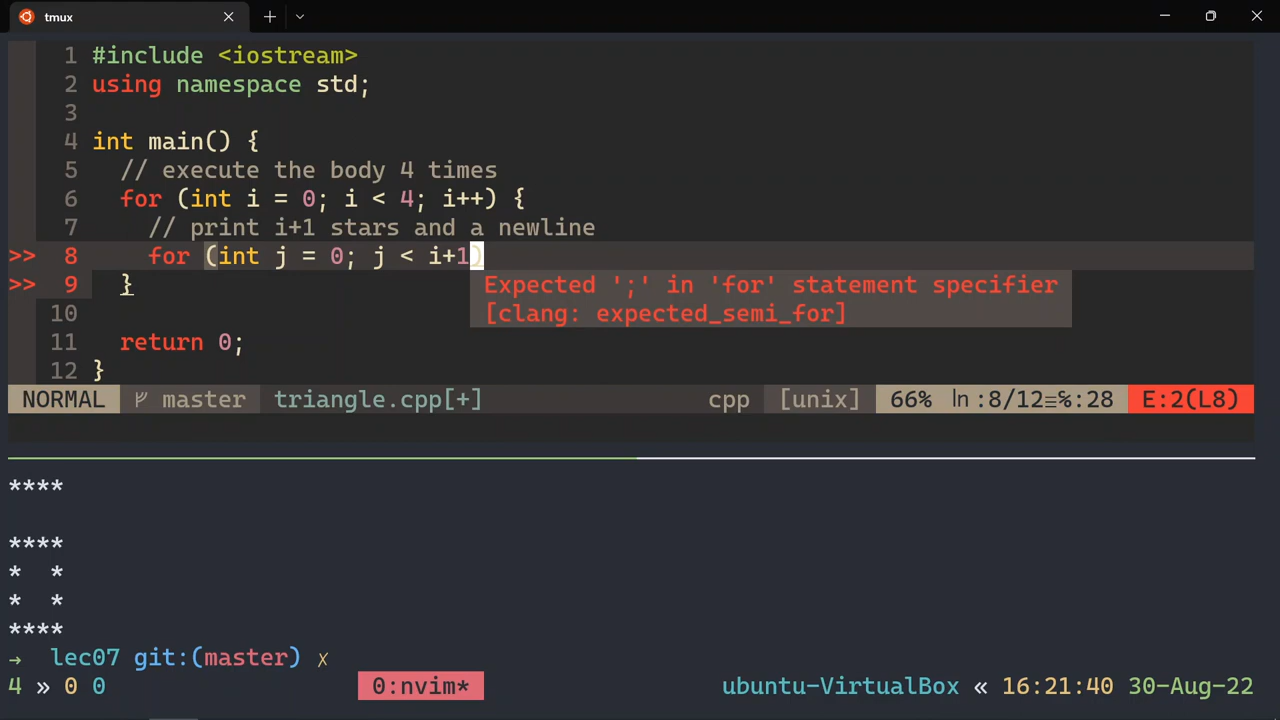 tmux
1 #include <iostream>
2 using namespace std;
3
4 int main() {
5 // execute the body 4 times
6 for (int i = 0; i < 4; i++) {
7 // print i+1 stars and a newline
>> 8 for (int j = 0; j < i+1)
>> 9 }
Expected ';' in 'for' statement specifier
[clang: expected_semi_for]
10
11 return 0;
12 }
NORMAL master triangle.cpp[+] cpp [unix] 66% ln :8/12≡%:28 E:2(L8)
****
****
* *
* *
****
→ lec07 git:(master) ✗
4 » 0 0 0:nvim* ubuntu-VirtualBox « 16:21:40 30-Aug-22